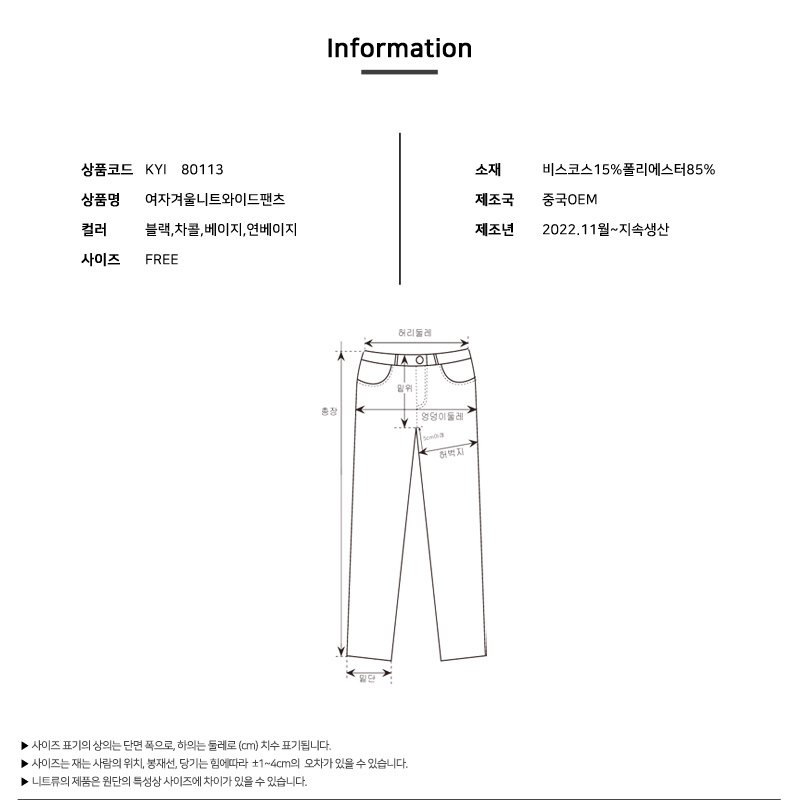 Information
상품코드 KYI 80113
상품명 여자겨울니트와이드팬츠
컬러 블랙,차콜,베이지,연베이지
사이즈 FREE
소재 비스코스15%폴리에스터85%
제조국 중국OEM
제조년 2022.11월~지속생산
허리둘레
밑위
총장
엉덩이둘레
5cm아래
허벅지
밑단
▶ 사이즈 표기의 상의는 단면 폭으로, 하의는 둘레로 (cm) 치수 표기됩니다.
▶ 사이즈는 재는 사람의 위치, 봉재선, 당기는 힘에따라 ±1~4cm의 오차가 있을 수 있습니다.
▶ 니트류의 제품은 원단의 특성상 사이즈에 차이가 있을 수 있습니다.